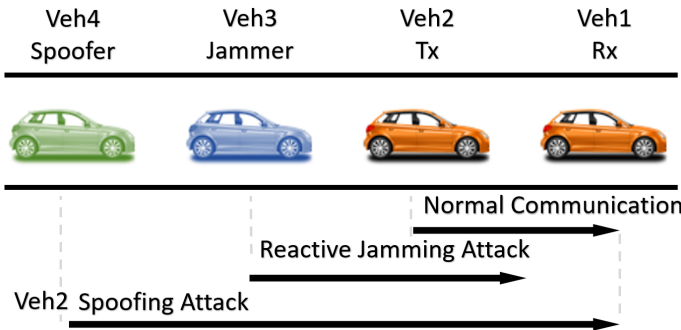 Veh4 Veh3 Veh2 Veh1
Spoofer Jammer Tx Rx
Normal Communication
Reactive Jamming Attack
Veh2 Spoofing Attack